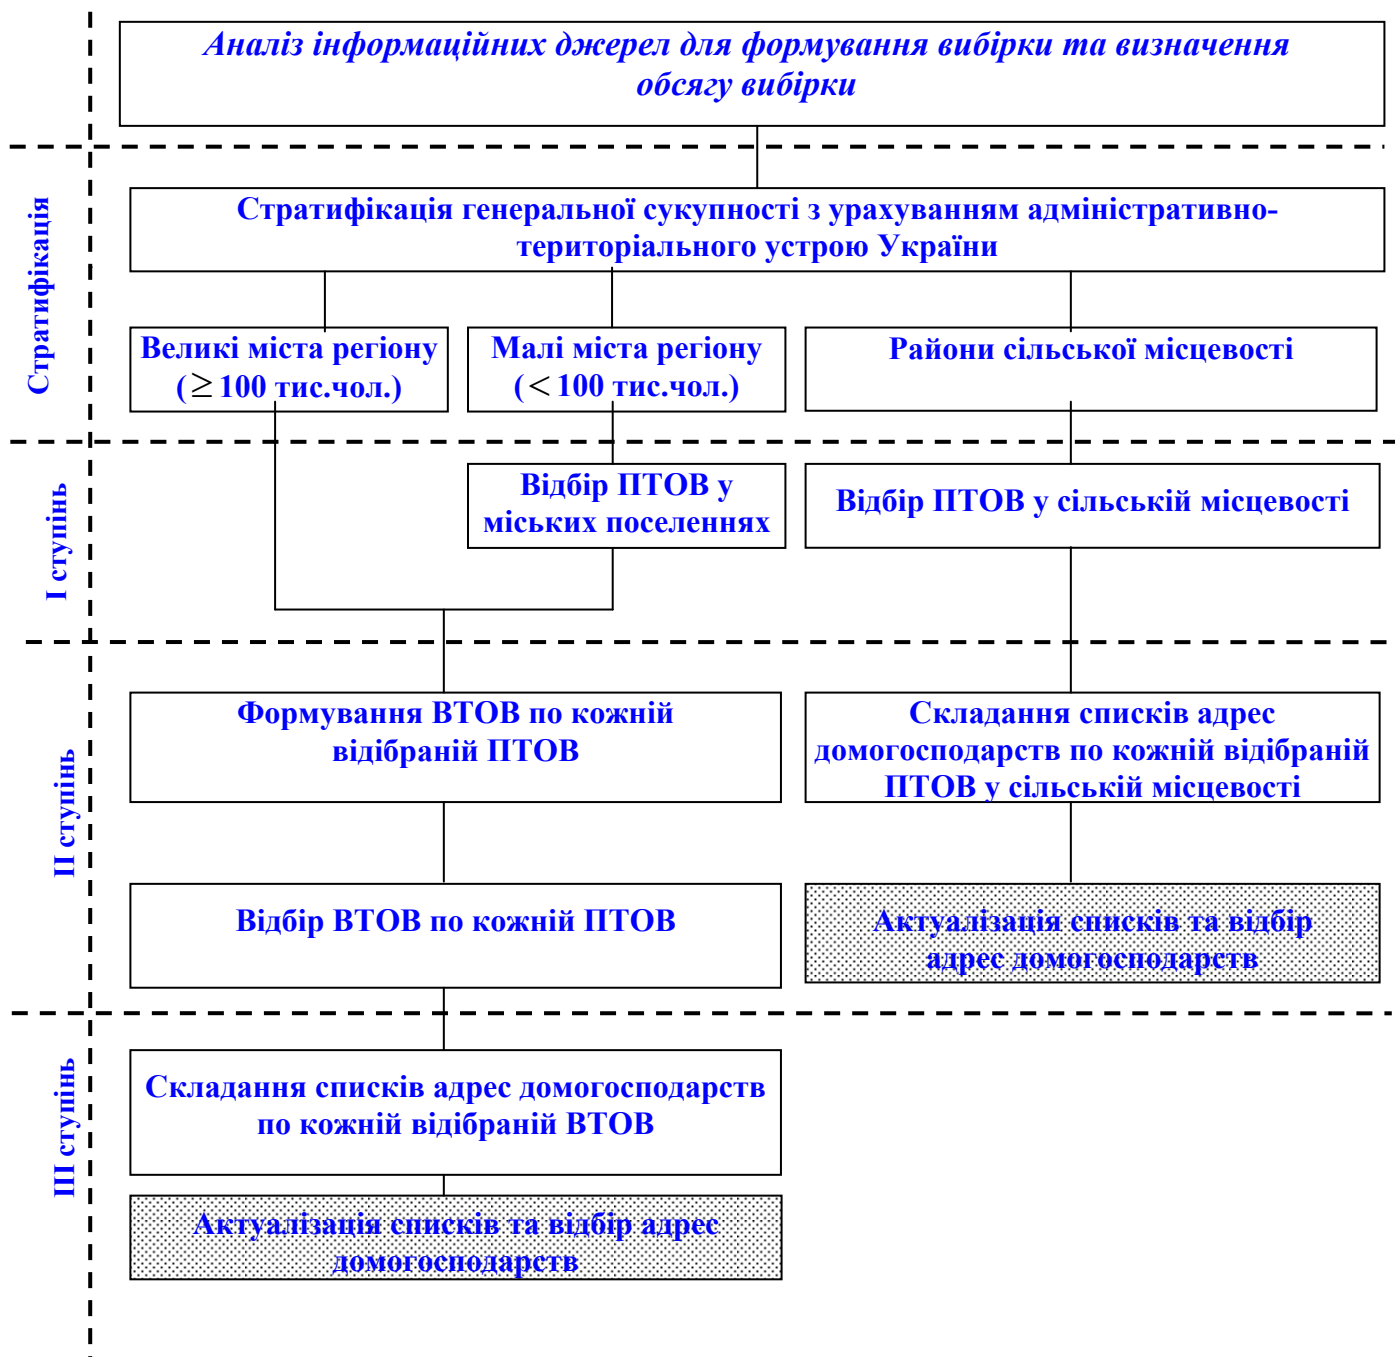 Аналіз інформаційних джерел для формування вибірки та визначення
обсягу вибірки
Стратифікація
Стратифікація генеральної сукупності з урахуванням адміністративно-
територіального устрою України
Великі міста регіону
(≥ 100 тис.чол.)
Малі міста регіону
(< 100 тис.чол.)
Райони сільської місцевості
I ступінь
Відбір ПТОВ у
міських поселеннях
Відбір ПТОВ у сільській місцевості
II ступінь
Формування ВТОВ по кожній
відібраній ПТОВ
Складання списків адрес
домогосподарств по кожній відібраній
ПТОВ у сільській місцевості
Відбір ВТОВ по кожній ПТОВ
Актуалізація списків та відбір
адрес домогосподарств
III ступінь
Складання списків адрес домогосподарств
по кожній відібраній ВТОВ
Актуалізація списків та відбір адрес
домогосподарств